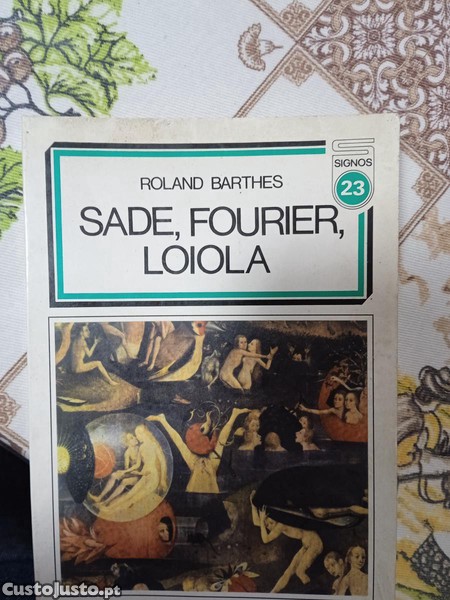 SIGNOS
23
ROLAND BARTHES
SADE, FOURIER,
LOIOLA
CustoJusto.pt